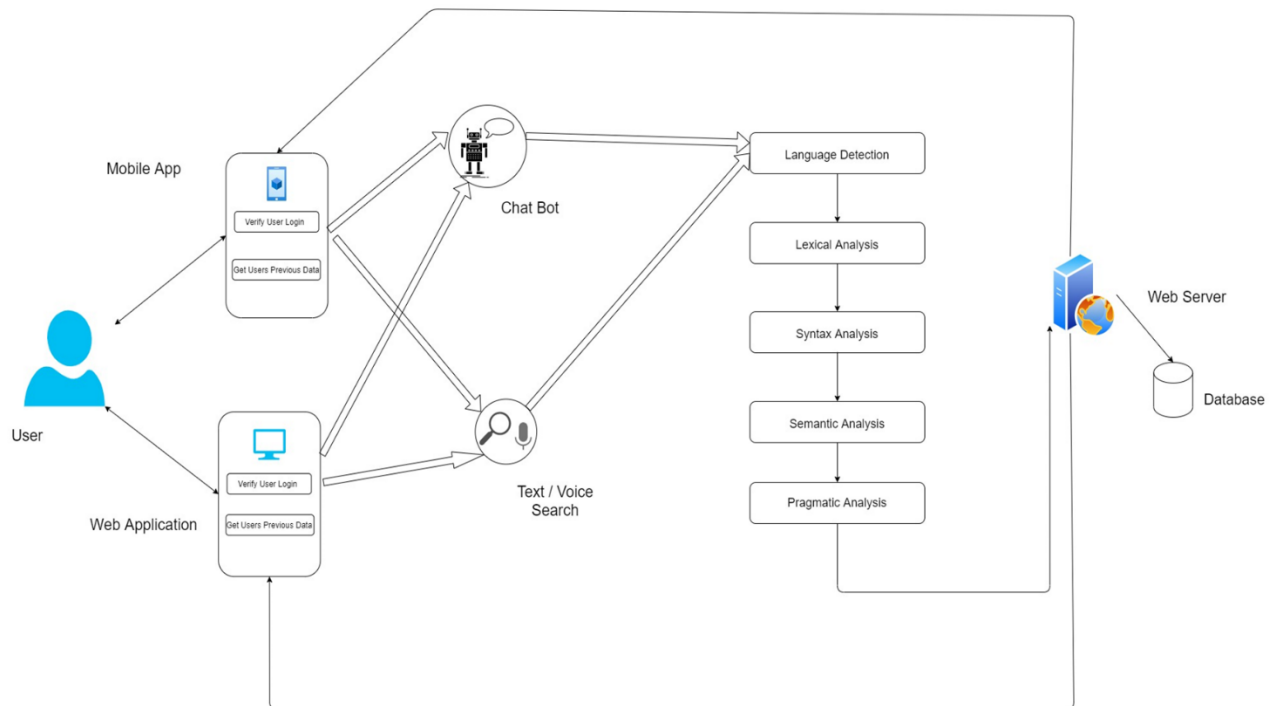 Mobile App
Verify User Login
Get Users Previous Data
User
Web Application
Verify User Login
Get Users Previous Data
Chat Bot
Text / Voice
Search
Language Detection
Lexical Analysis
Syntax Analysis
Semantic Analysis
Pragmatic Analysis
Web Server
Database